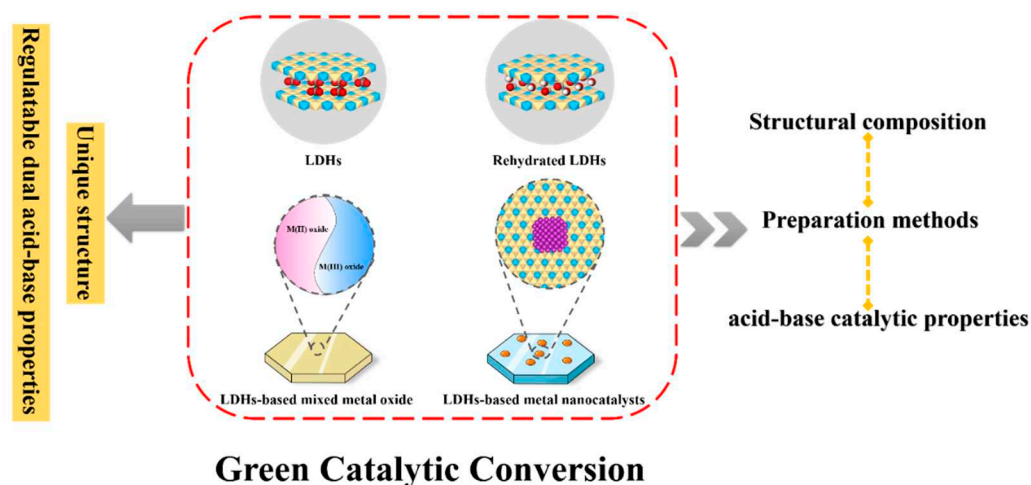 Regulatable dual acid-base properties
Unique structure
LDHs
Rehydrated LDHs
M(II) oxide
M(III) oxide
LDHs-based mixed metal oxide
LDHs-based metal nanocatalysts
Structural composition
Preparation methods
acid-base catalytic properties
Green Catalytic Conversion